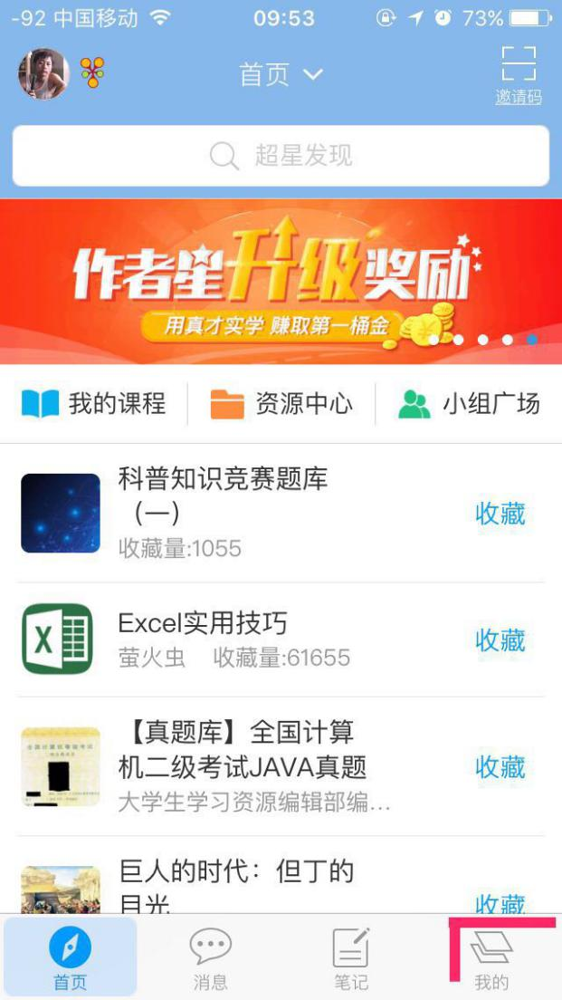 -92 中国移动 09:53 73%
首页
邀请码
超星发现
作者星升级奖励
用真才实学 赚取第一桶金
我的课程 资源中心 小组广场
科普知识竞赛题库
（一）
收藏
收藏量:1055
Excel实用技巧
收藏
萤火虫 收藏量:61655
【真题库】全国计算
机二级考试JAVA真题
收藏
大学生学习资源编辑部编…
巨人的时代：但丁的
目光
收藏
首页 消息 笔记 我的